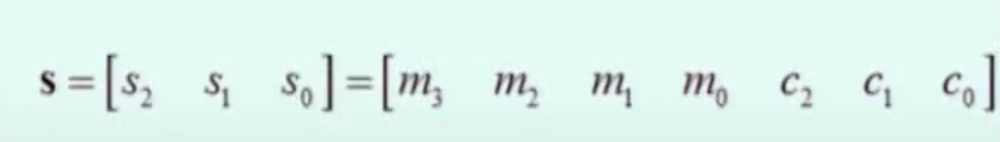 s = [s₂ s₁ s₀] = [m₃ m₂ m₁ m₀ c₂ c₁ c₀]